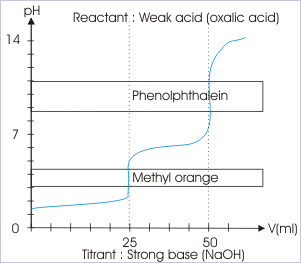 pH
Reactant : Weak acid (oxalic acid)
14
Phenolphthalein
7
Methyl orange
0
25
50
V(ml)
Titrant : Strong base (NaOH)